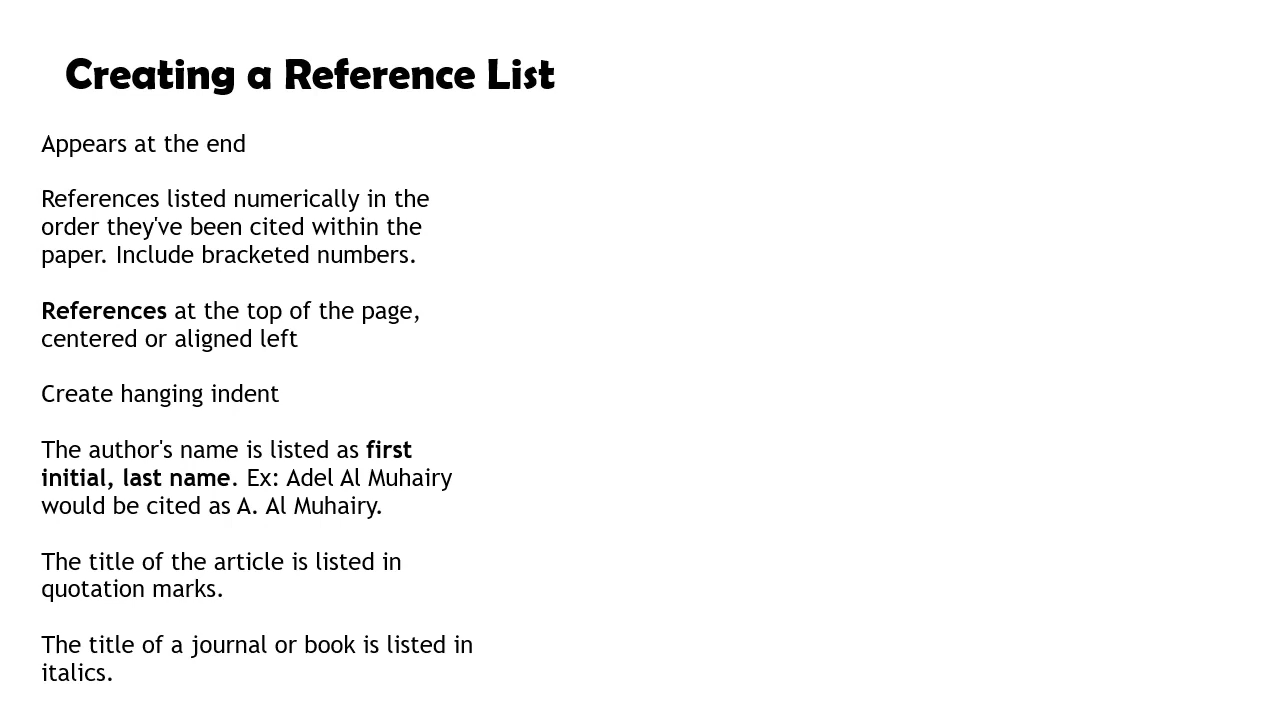 Creating a Reference List
Appears at the end
References listed numerically in the
order they've been cited within the
paper. Include bracketed numbers.
References at the top of the page,
centered or aligned left
Create hanging indent
The author's name is listed as first
initial, last name. Ex: Adel Al Muhairy
would be cited as A. Al Muhairy.
The title of the article is listed in
quotation marks.
The title of a journal or book is listed in
italics.